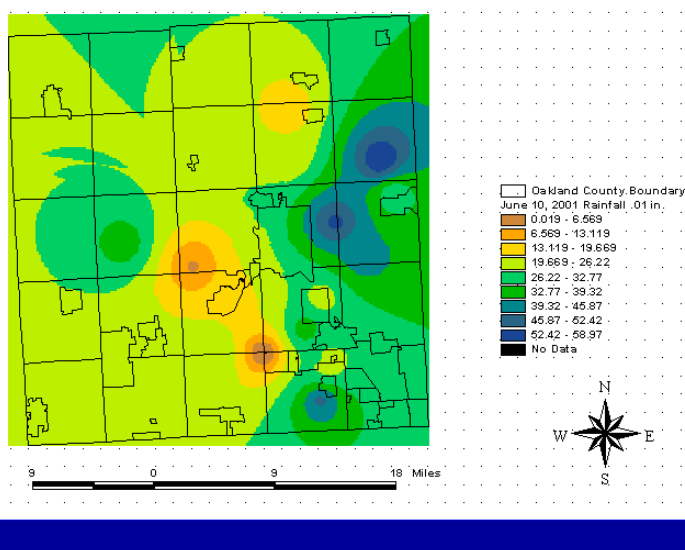 Oakland County.Boundary
June 10, 2001 Rainfall .01 in.
0.019 - 6.569
6.569 - 13.119
13.119 - 19.669
19.669 - 26.22
26.22 - 32.77
32.77 - 39.32
39.32 - 45.87
45.87 - 52.42
52.42 - 58.97
No Data
N
W E
S
9 0 9 18 Miles